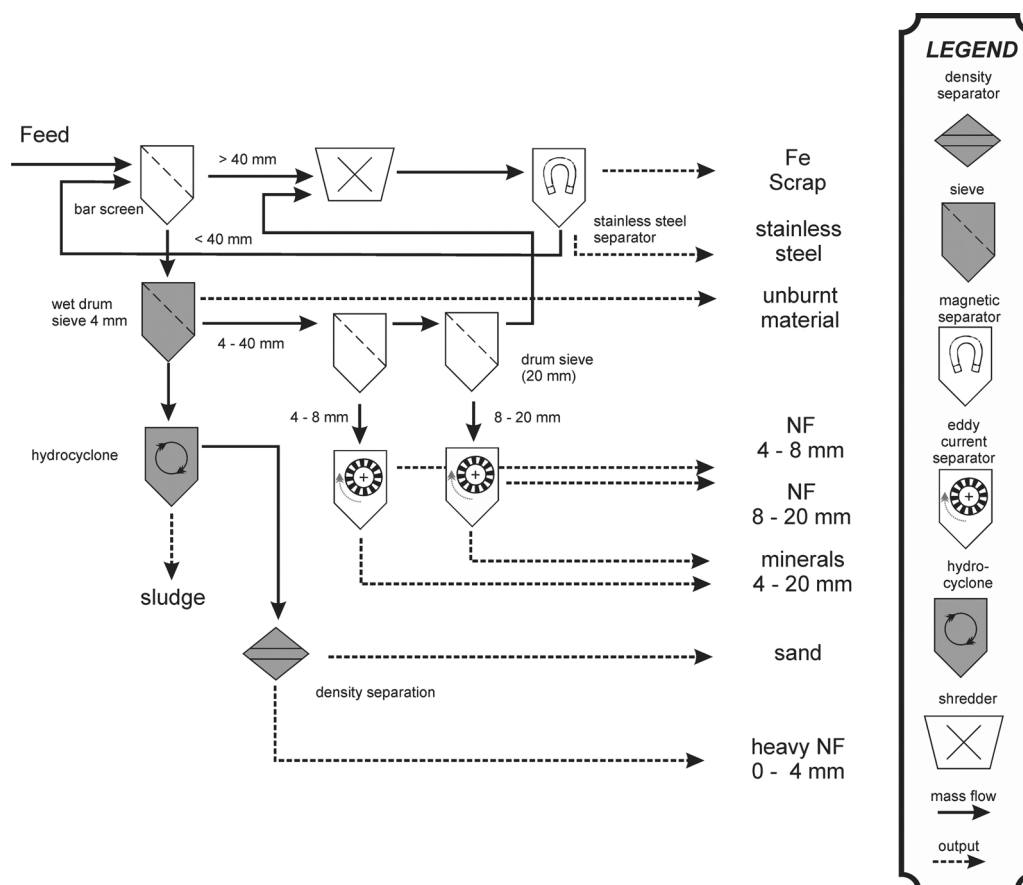 Feed
> 40 mm
bar screen
< 40 mm
Fe
Scrap
stainless steel
separator
stainless
steel
wet drum
sieve 4 mm
unburnt
material
4 - 40 mm
drum sieve
(20 mm)
4 - 8 mm
8 - 20 mm
hydrocyclone
NF
4 - 8 mm
NF
8 - 20 mm
minerals
4 - 20 mm
sludge
sand
density separation
heavy NF
0 - 4 mm
LEGEND
density
separator
sieve
magnetic
separator
eddy
current
separator
hydro-
cyclone
shredder
mass flow
output